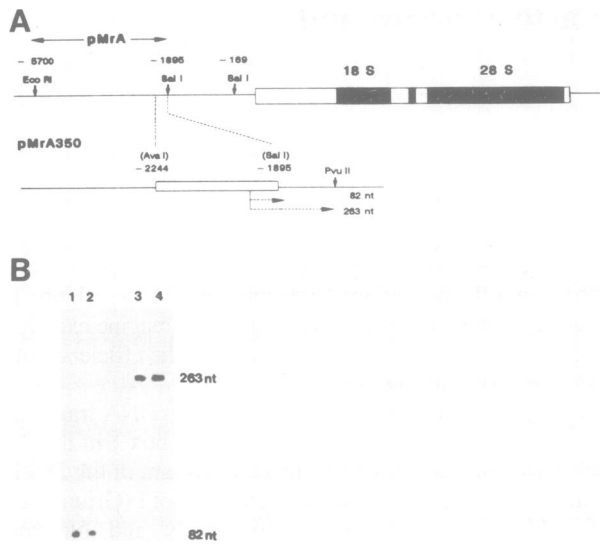 A
pMrA
- 5700
- 1895
- 169
Eco RI
Sal I
Sal I
18 S
28 S
pMrA350
(Ava I)
(Sal I)
- 2244
- 1895
Pvu II
82 nt
263 nt
B
1 2 3 4
263 nt
82 nt